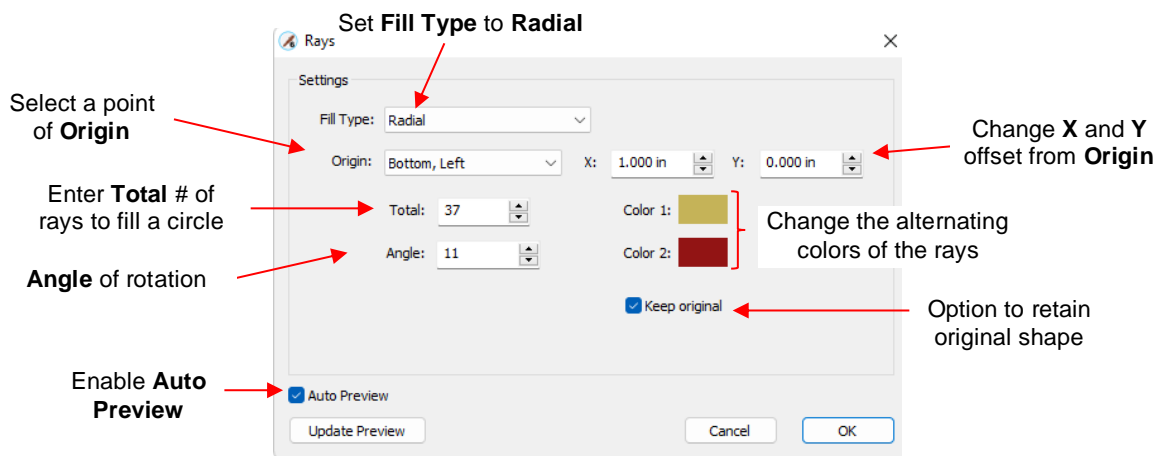 Set Fill Type to Radial
Rays
Settings
Select a point
of Origin
Fill Type: Radial
Origin: Bottom, Left X: 1.000 in Y: 0.000 in
Change X and Y
offset from Origin
Enter Total # of
rays to fill a circle
Total: 37 Color 1:
Change the alternating
colors of the rays
Angle: 11 Color 2:
Angle of rotation
Keep original
Option to retain
original shape
Enable Auto
Preview
Auto Preview
Update Preview Cancel OK